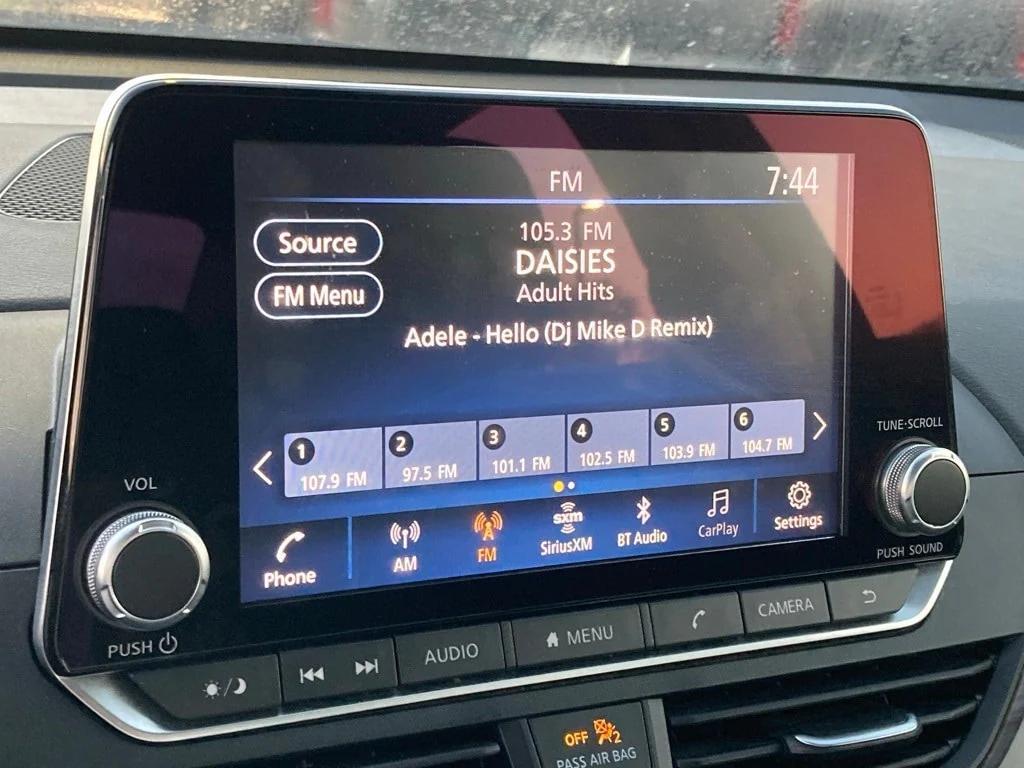 FM
7:44
Source
105.3 FM
DAISIES
FM Menu
Adult Hits
Adele - Hello (Dj Mike D Remix)
1
107.9 FM
2
97.5 FM
3
101.1 FM
4
102.5 FM
5
103.9 FM
6
104.7 FM
Phone
AM
FM
sxm
SiriusXM
BT Audio
CarPlay
Settings
VOL
PUSH
TUNE·SCROLL
PUSH SOUND
AUDIO
MENU
CAMERA
OFF
2
PASS AIR BAG